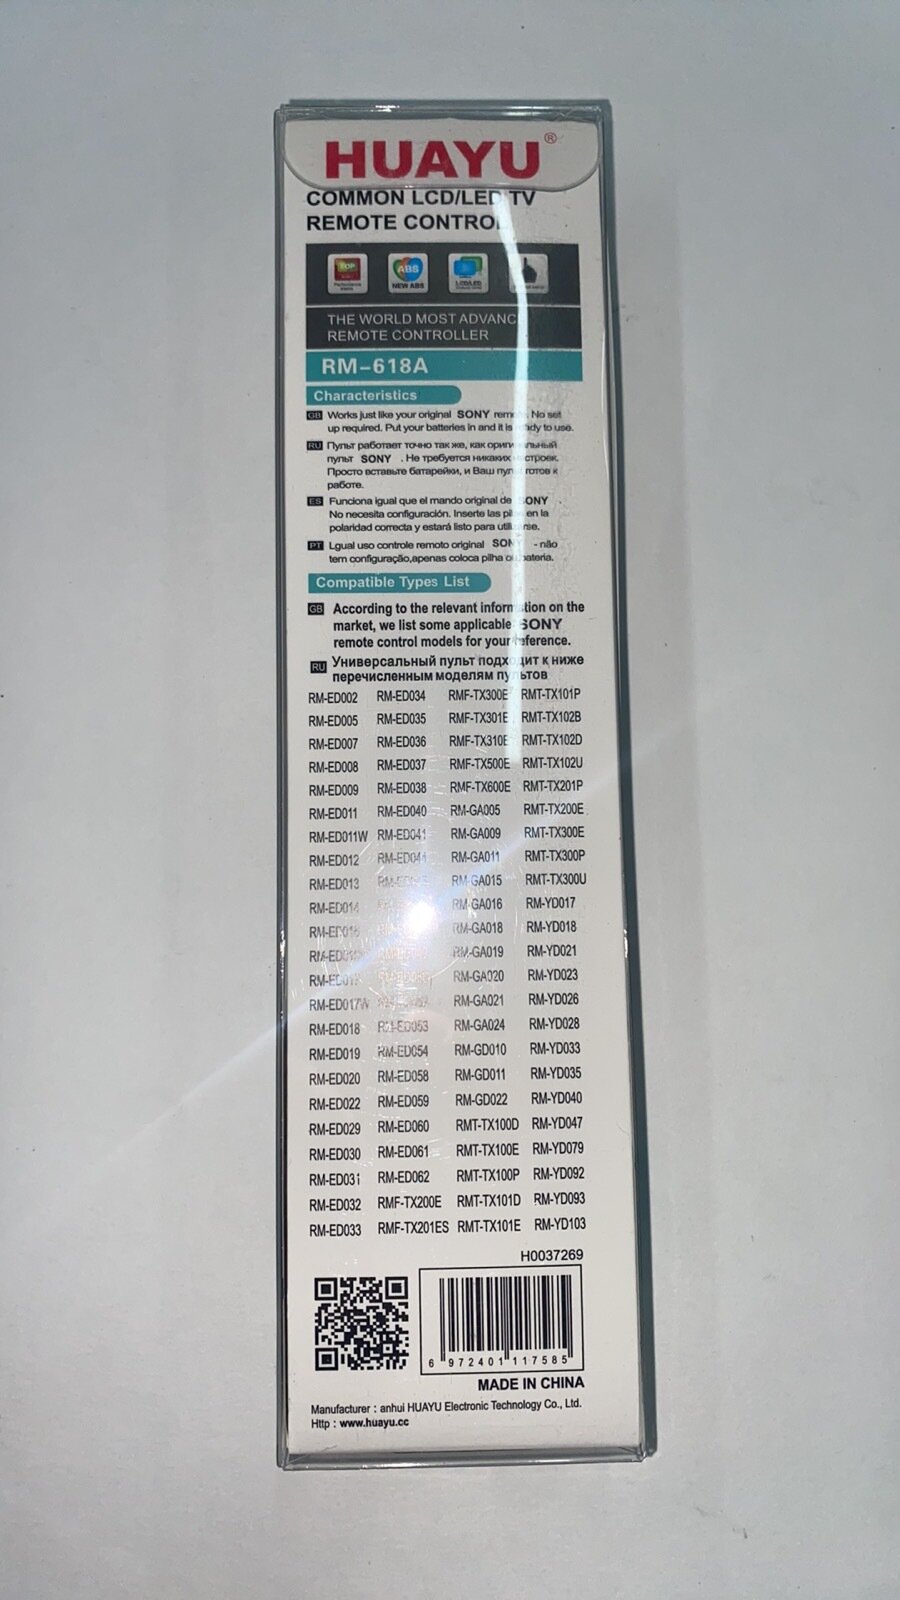 HUAYU®
COMMON LCD/LED TV
REMOTE CONTROL
TOP
ABS
NEW ABS
LCD/LED
THE WORLD MOST ADVANC
REMOTE CONTROLLER
RM-618A
Characteristics
GB Works just like your original SONY remote. No set
up required. Put your batteries in and it is ready to use.
RU Пульт работает точно так же, как оригинальный
пульт SONY . Не требуется никаких настроек.
Просто вставьте батарейки, и Ваш пульт готов к
работе.
ES Funciona igual que el mando original de SONY .
No necesita configuración. Inserte las pilas en la
polaridad correcta y estará listo para utilizarse.
PT Lgual uso controle remoto original SONY - não
tem configuração,apenas coloca pilha ou bateria.
Compatible Types List
GB According to the relevant information on the
market, we list some applicable SONY
remote control models for your reference.
RU Универсальный пульт подходит к ниже
перечисленным моделям пультов
RM-ED002 RM-ED034 RMF-TX300E RMT-TX101P
RM-ED005 RM-ED035 RMF-TX301E RMT-TX102B
RM-ED007 RM-ED036 RMF-TX310E RMT-TX102D
RM-ED008 RM-ED037 RMF-TX500E RMT-TX102U
RM-ED009 RM-ED038 RMF-TX600E RMT-TX201P
RM-ED011 RM-ED040 RM-GA005 RMT-TX200E
RM-ED011W RM-ED041 RM-GA009 RMT-TX300E
RM-ED012 RM-ED044 RM-GA011 RMT-TX300P
RM-ED013 RM-GA015 RMT-TX300U
RM-ED014 RM-GA016 RM-YD017
RM-ED016 RM-GA018 RM-YD018
RM-GA019 RM-YD021
RM-ED017 RM-GA020 RM-YD023
RM-ED017W RM-GA021 RM-YD026
RM-ED018 RM-ED053 RM-GA024 RM-YD028
RM-ED019 RM-ED054 RM-GD010 RM-YD033
RM-ED020 RM-ED058 RM-GD011 RM-YD035
RM-ED022 RM-ED059 RM-GD022 RM-YD040
RM-ED029 RM-ED060 RMT-TX100D RM-YD047
RM-ED030 RM-ED061 RMT-TX100E RM-YD079
RM-ED031 RM-ED062 RMT-TX100P RM-YD092
RM-ED032 RMF-TX200E RMT-TX101D RM-YD093
RM-ED033 RMF-TX201ES RMT-TX101E RM-YD103
H0037269
6 972401 117585
MADE IN CHINA
Manufacturer : anhui HUAYU Electronic Technology Co., Ltd.
Http : www.huayu.cc